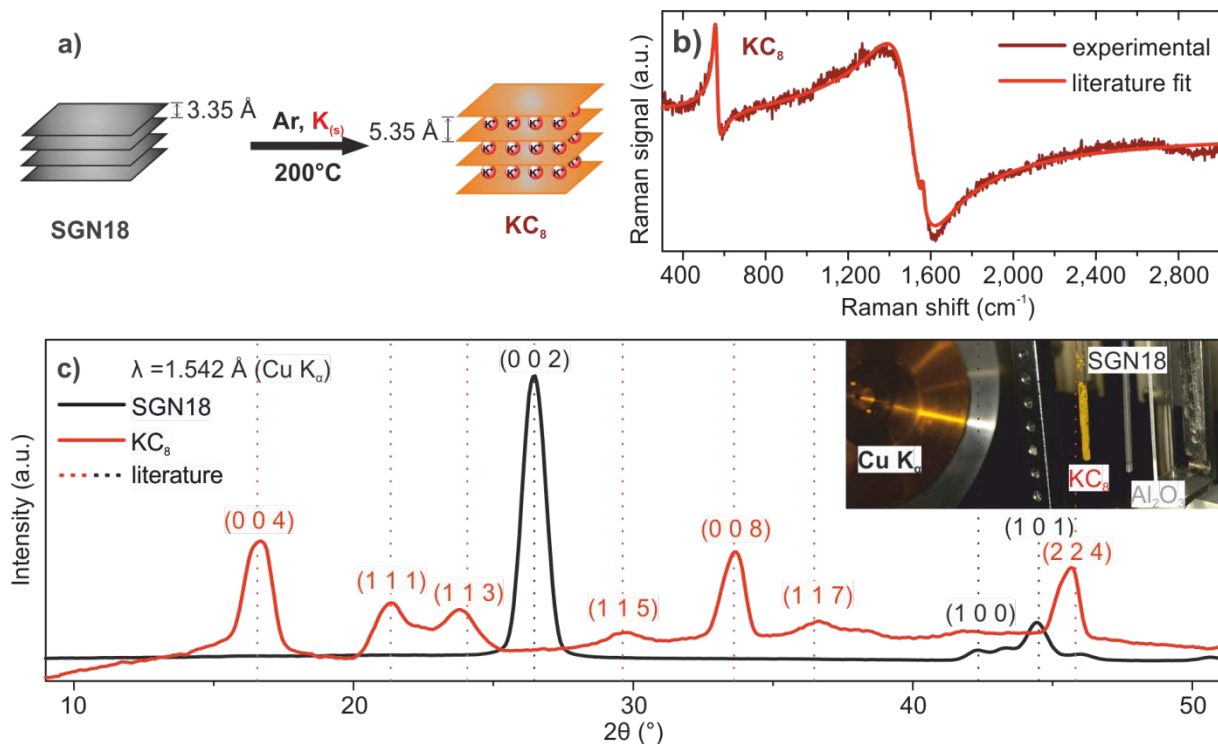 a)
3.35 Å
Ar, K(s)
200°C
5.35 Å
K⁺ K⁺ K⁺ K⁺
K⁺ K⁺ K⁺ K⁺
K⁺ K⁺ K⁺ K⁺
SGN18
KC₈
b)
KC₈
experimental
literature fit
Raman signal (a.u.)
400 800 1,200 1,600 2,000 2,400 2,800
Raman shift (cm⁻¹)
c)
λ =1.542 Å (Cu Kα)
SGN18
KC₈
literature
(0 0 2)
SGN18
Cu Kα
KC₈
Al₂O₃
(0 0 4)
(1 1 1)
(1 1 3)
(1 1 5)
(0 0 8)
(1 1 7)
(1 0 0)
(1 0 1)
(2 2 4)
Intensity (a.u.)
10 20 30 40 50
2θ (°)